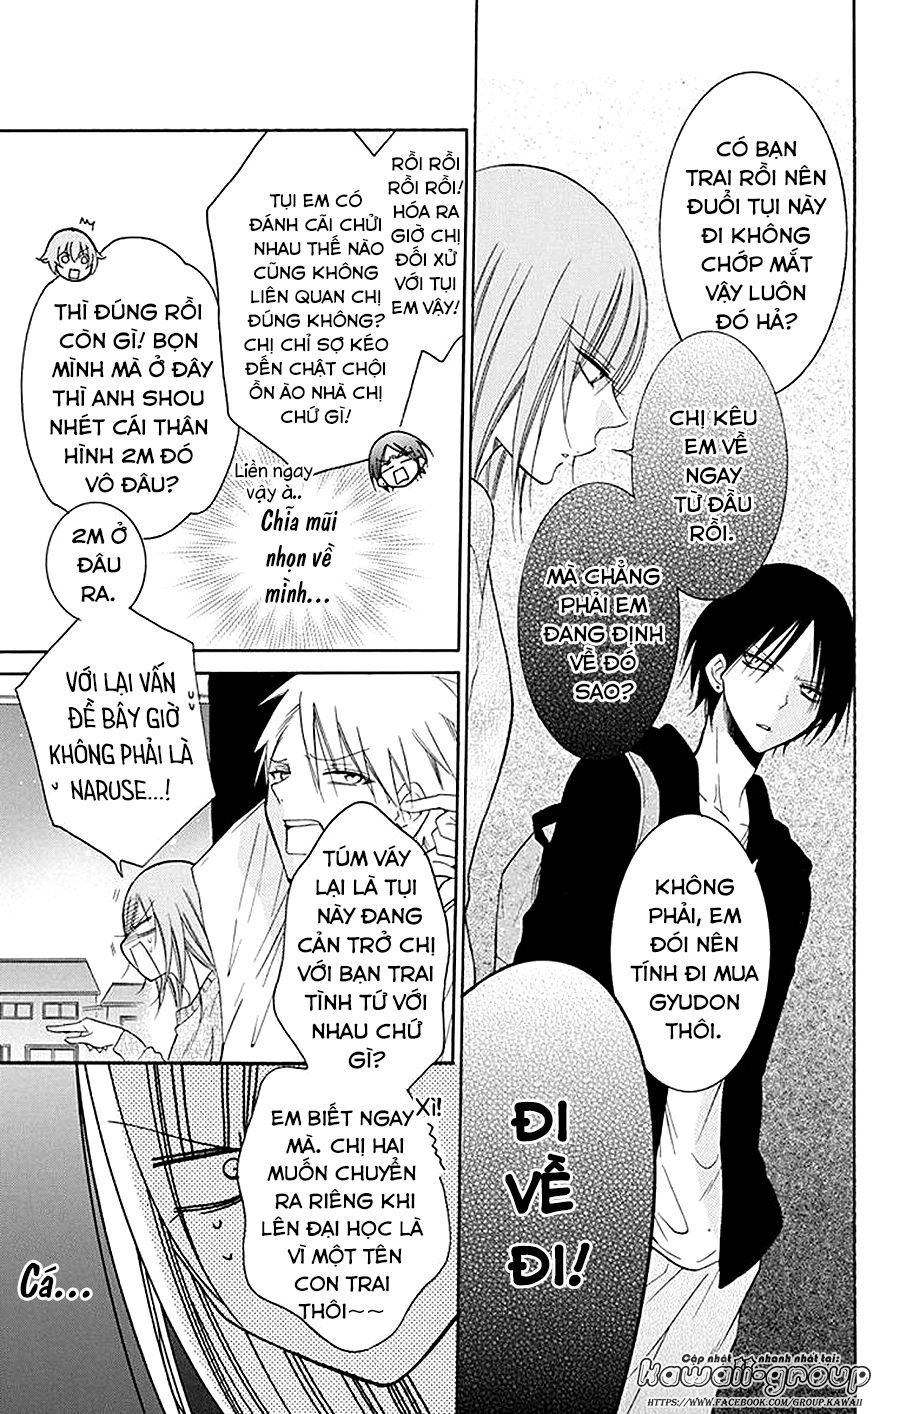 CÓ BẠN
TRAI RỒI NÊN
ĐUỔI TỤI NÀY
ĐI KHÔNG
CHỚP MẮT
VẬY LUÔN
ĐÓ HẢ?
CHỊ KÊU
EM VỀ
NGAY
TỪ ĐẦU
RỒI.
MÀ CHẲNG
PHẢI EM
ĐANG ĐỊNH
VỀ ĐÓ
SAO?
KHÔNG
PHẢI, EM
ĐÓI NÊN
TÍNH ĐI MUA
GYUDON
THÔI.
ĐI
VỀ
ĐI!
RỒI RỒI
RỒI RỒI!
HÓA RA
GIỜ CHỊ
ĐỐI XỬ
VỚI TỤI
EM VẬY!
TỤI EM CÓ
ĐÁNH CÃI CHỬI
NHAU THẾ NÀO
CŨNG KHÔNG
LIÊN QUAN CHỊ
ĐÚNG KHÔNG?
CHỊ CHỈ SỢ KÉO
ĐẾN CHẬT CHỘI
ỒN ÀO NHÀ CHỊ
CHỨ GÌ!
THÌ ĐÚNG RỒI
CÒN GÌ! BỌN
MÌNH MÀ Ở ĐÂY
THÌ ANH SHOU
NHÉT CÁI THÂN
HÌNH 2M ĐÓ
VÔ ĐÂU?
2M Ở
ĐÂU
RA.
Liền ngay
vậy à..
Chĩa mũi
nhọn về
mình...
VỚI LẠI VẤN
ĐỀ BÂY GIỜ
KHÔNG PHẢI LÀ
NARUSE...!
TÚM VÁY
LẠI LÀ TỤI
NÀY ĐANG
CẢN TRỞ CHỊ
VỚI BẠN TRAI
TÌNH TỨ VỚI
NHAU CHỨ
GÌ?
Xì!
EM BIẾT NGAY
MÀ. CHỊ HAI
MUỐN CHUYỂN
RA RIÊNG KHI
LÊN ĐẠI HỌC LÀ
VÌ MỘT TÊN
CON TRAI
THÔI~~
Cá...
Cập nhật nhanh nhất tại:
kawaii-group
HTTPS://WWW.FACEBOOK.COM/GROUP.KAWAII